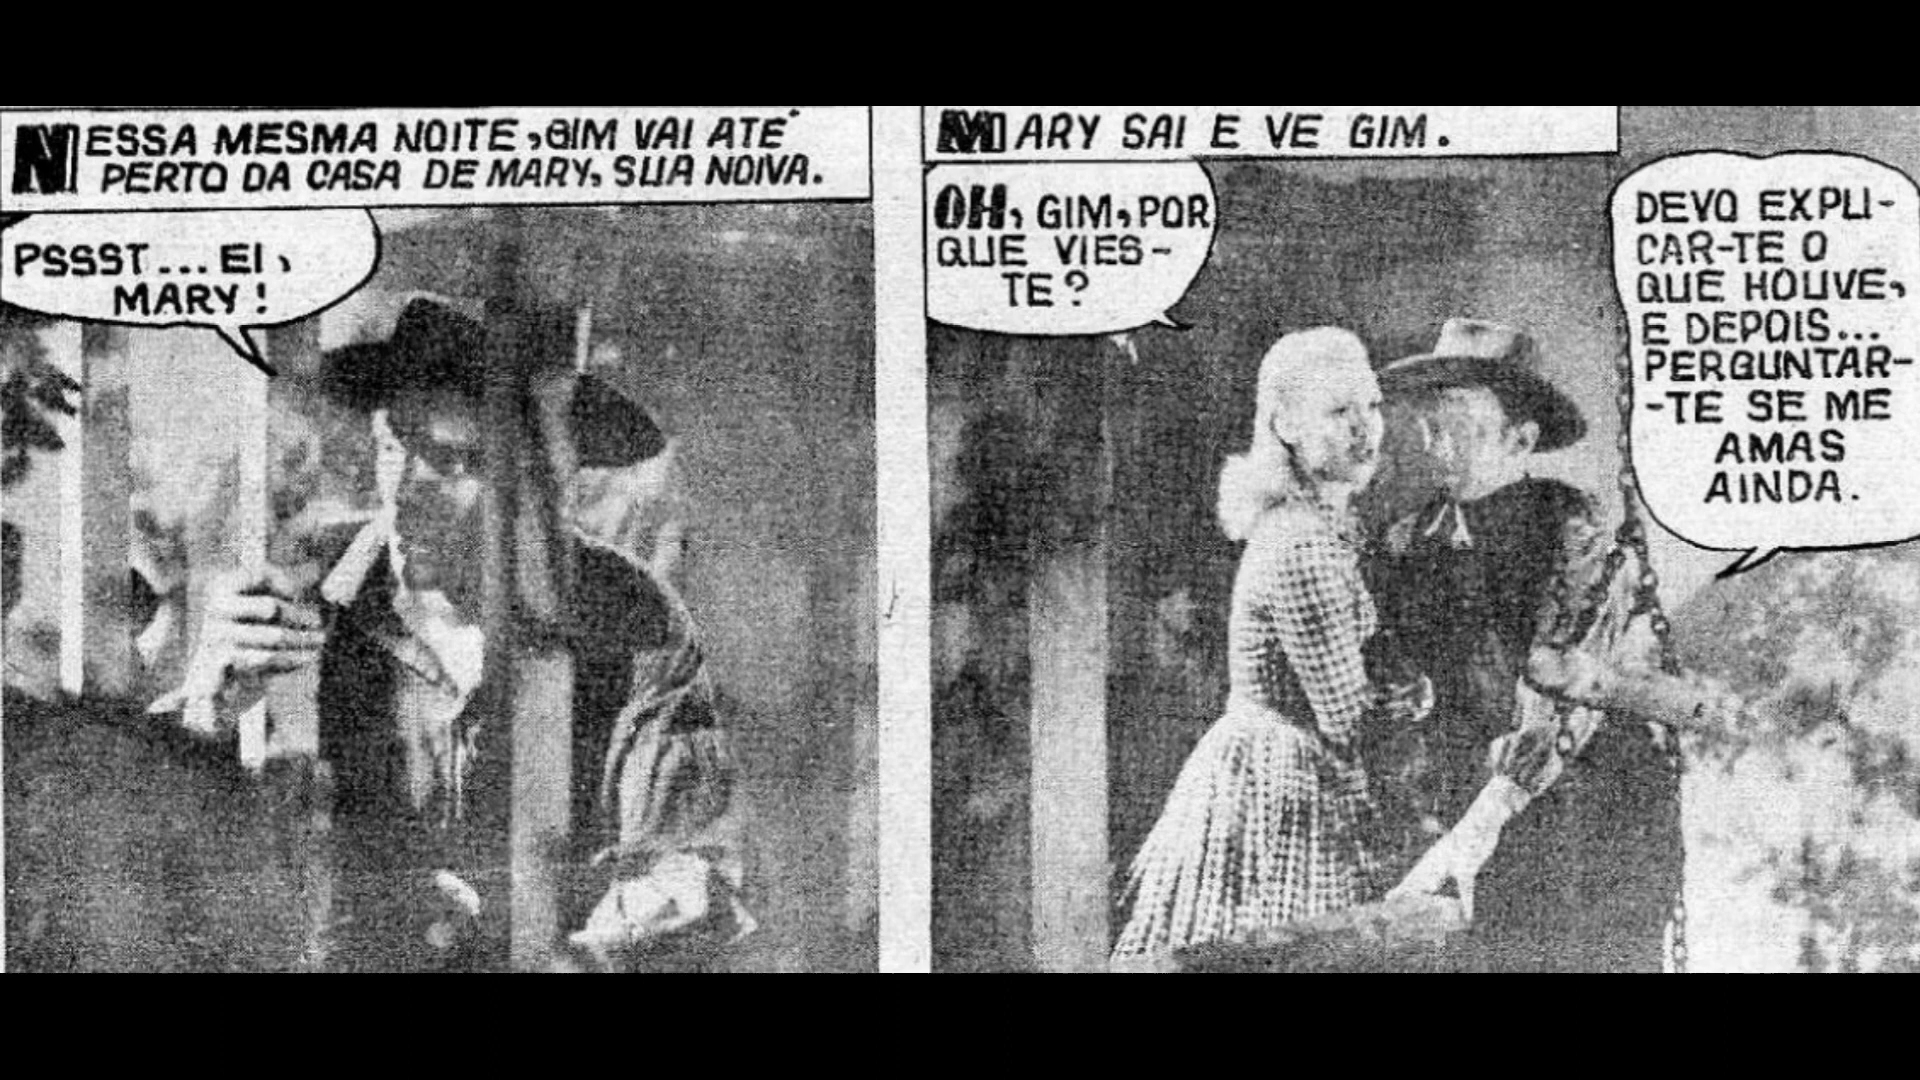 NESSA MESMA NOITE, GIM VAI ATÉ
PERTO DA CASA DE MARY, SUA NOIVA.
PSSST... EI,
MARY!
MARY SAI E VE GIM.
OH, GIM, POR
QUE VIES-
TE?
DEVO EXPLI-
CAR-TE O
QUE HOUVE,
E DEPOIS...
PERGUNTAR-
-TE SE ME
AMAS
AINDA.